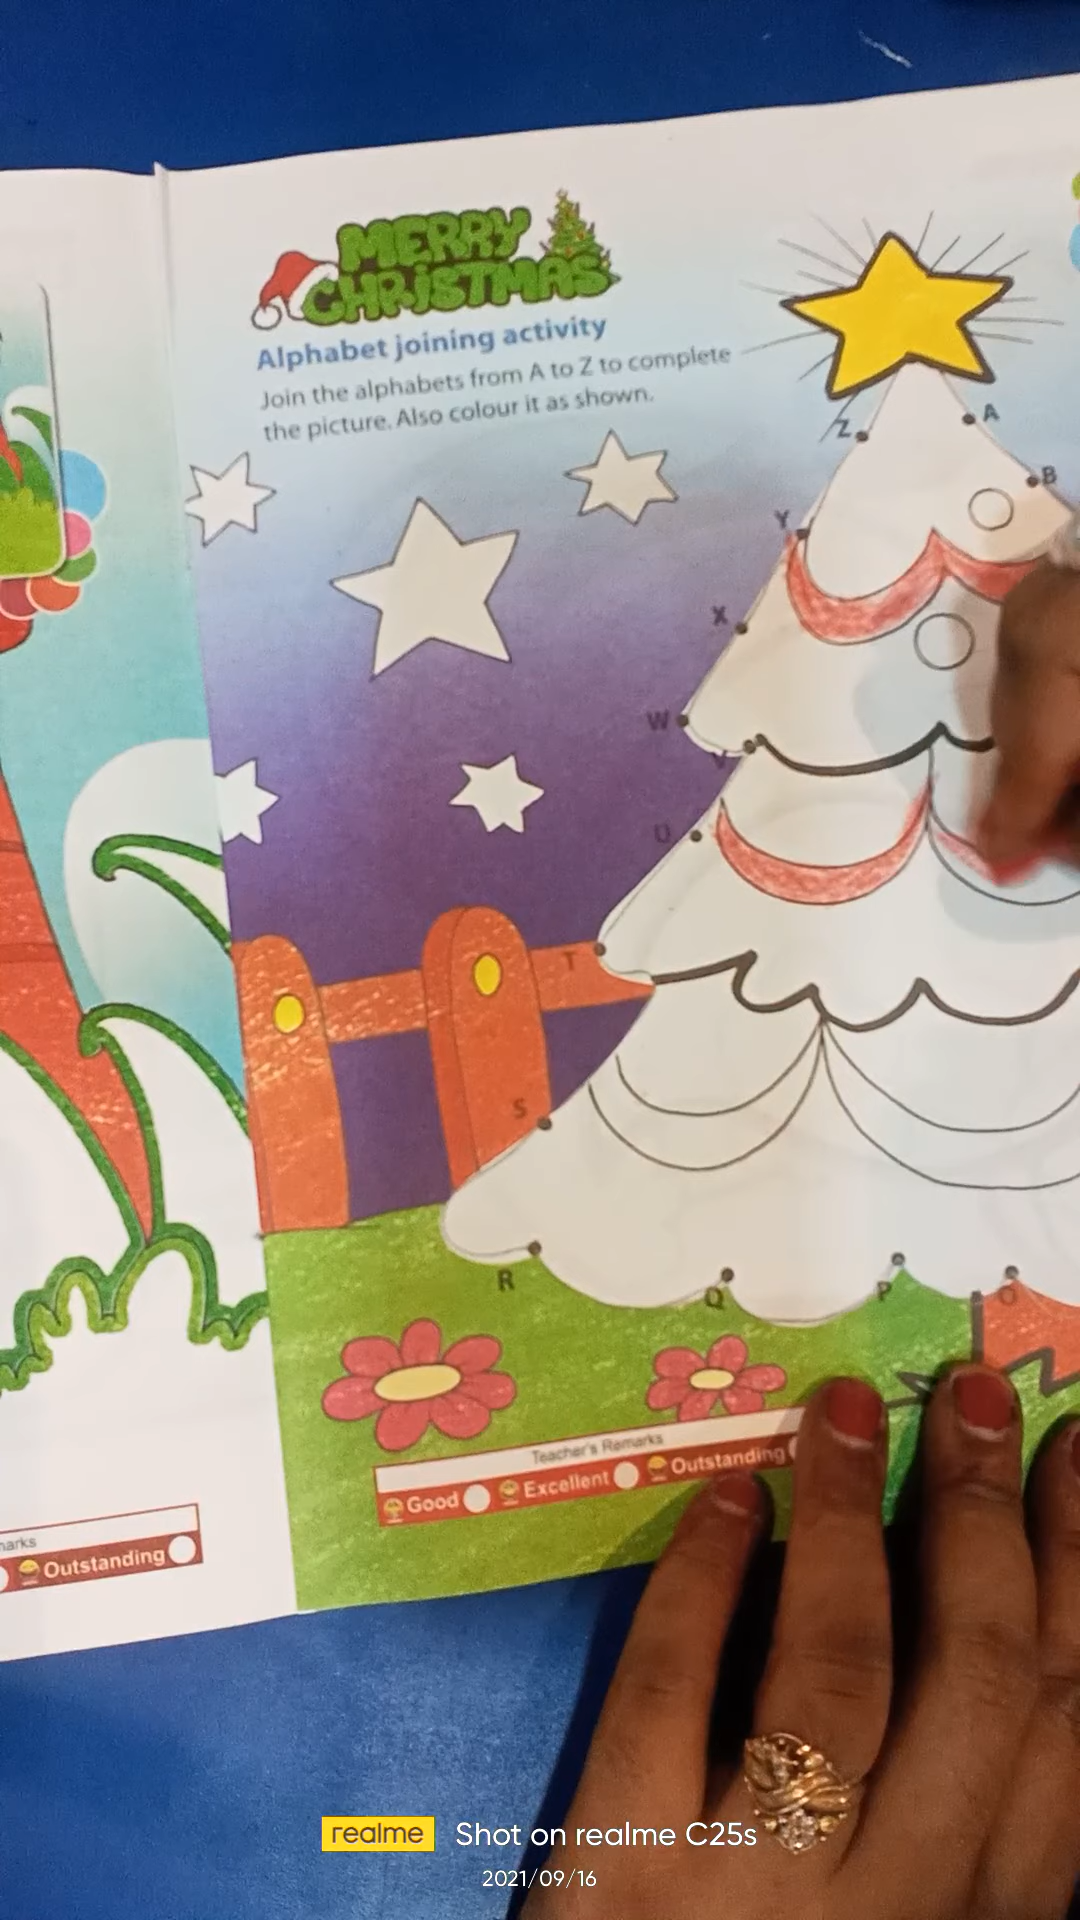 MERRY
CHRISTMAS
Alphabet joining activity
Join the alphabets from A to Z to complete
the picture. Also colour it as shown.
Z
A
B
Y
X
W
V
U
T
S
R
Q
P
O
Teacher's Remarks
Good
Excellent
Outstanding
Outstanding
realme Shot on realme C25s
2021/09/16